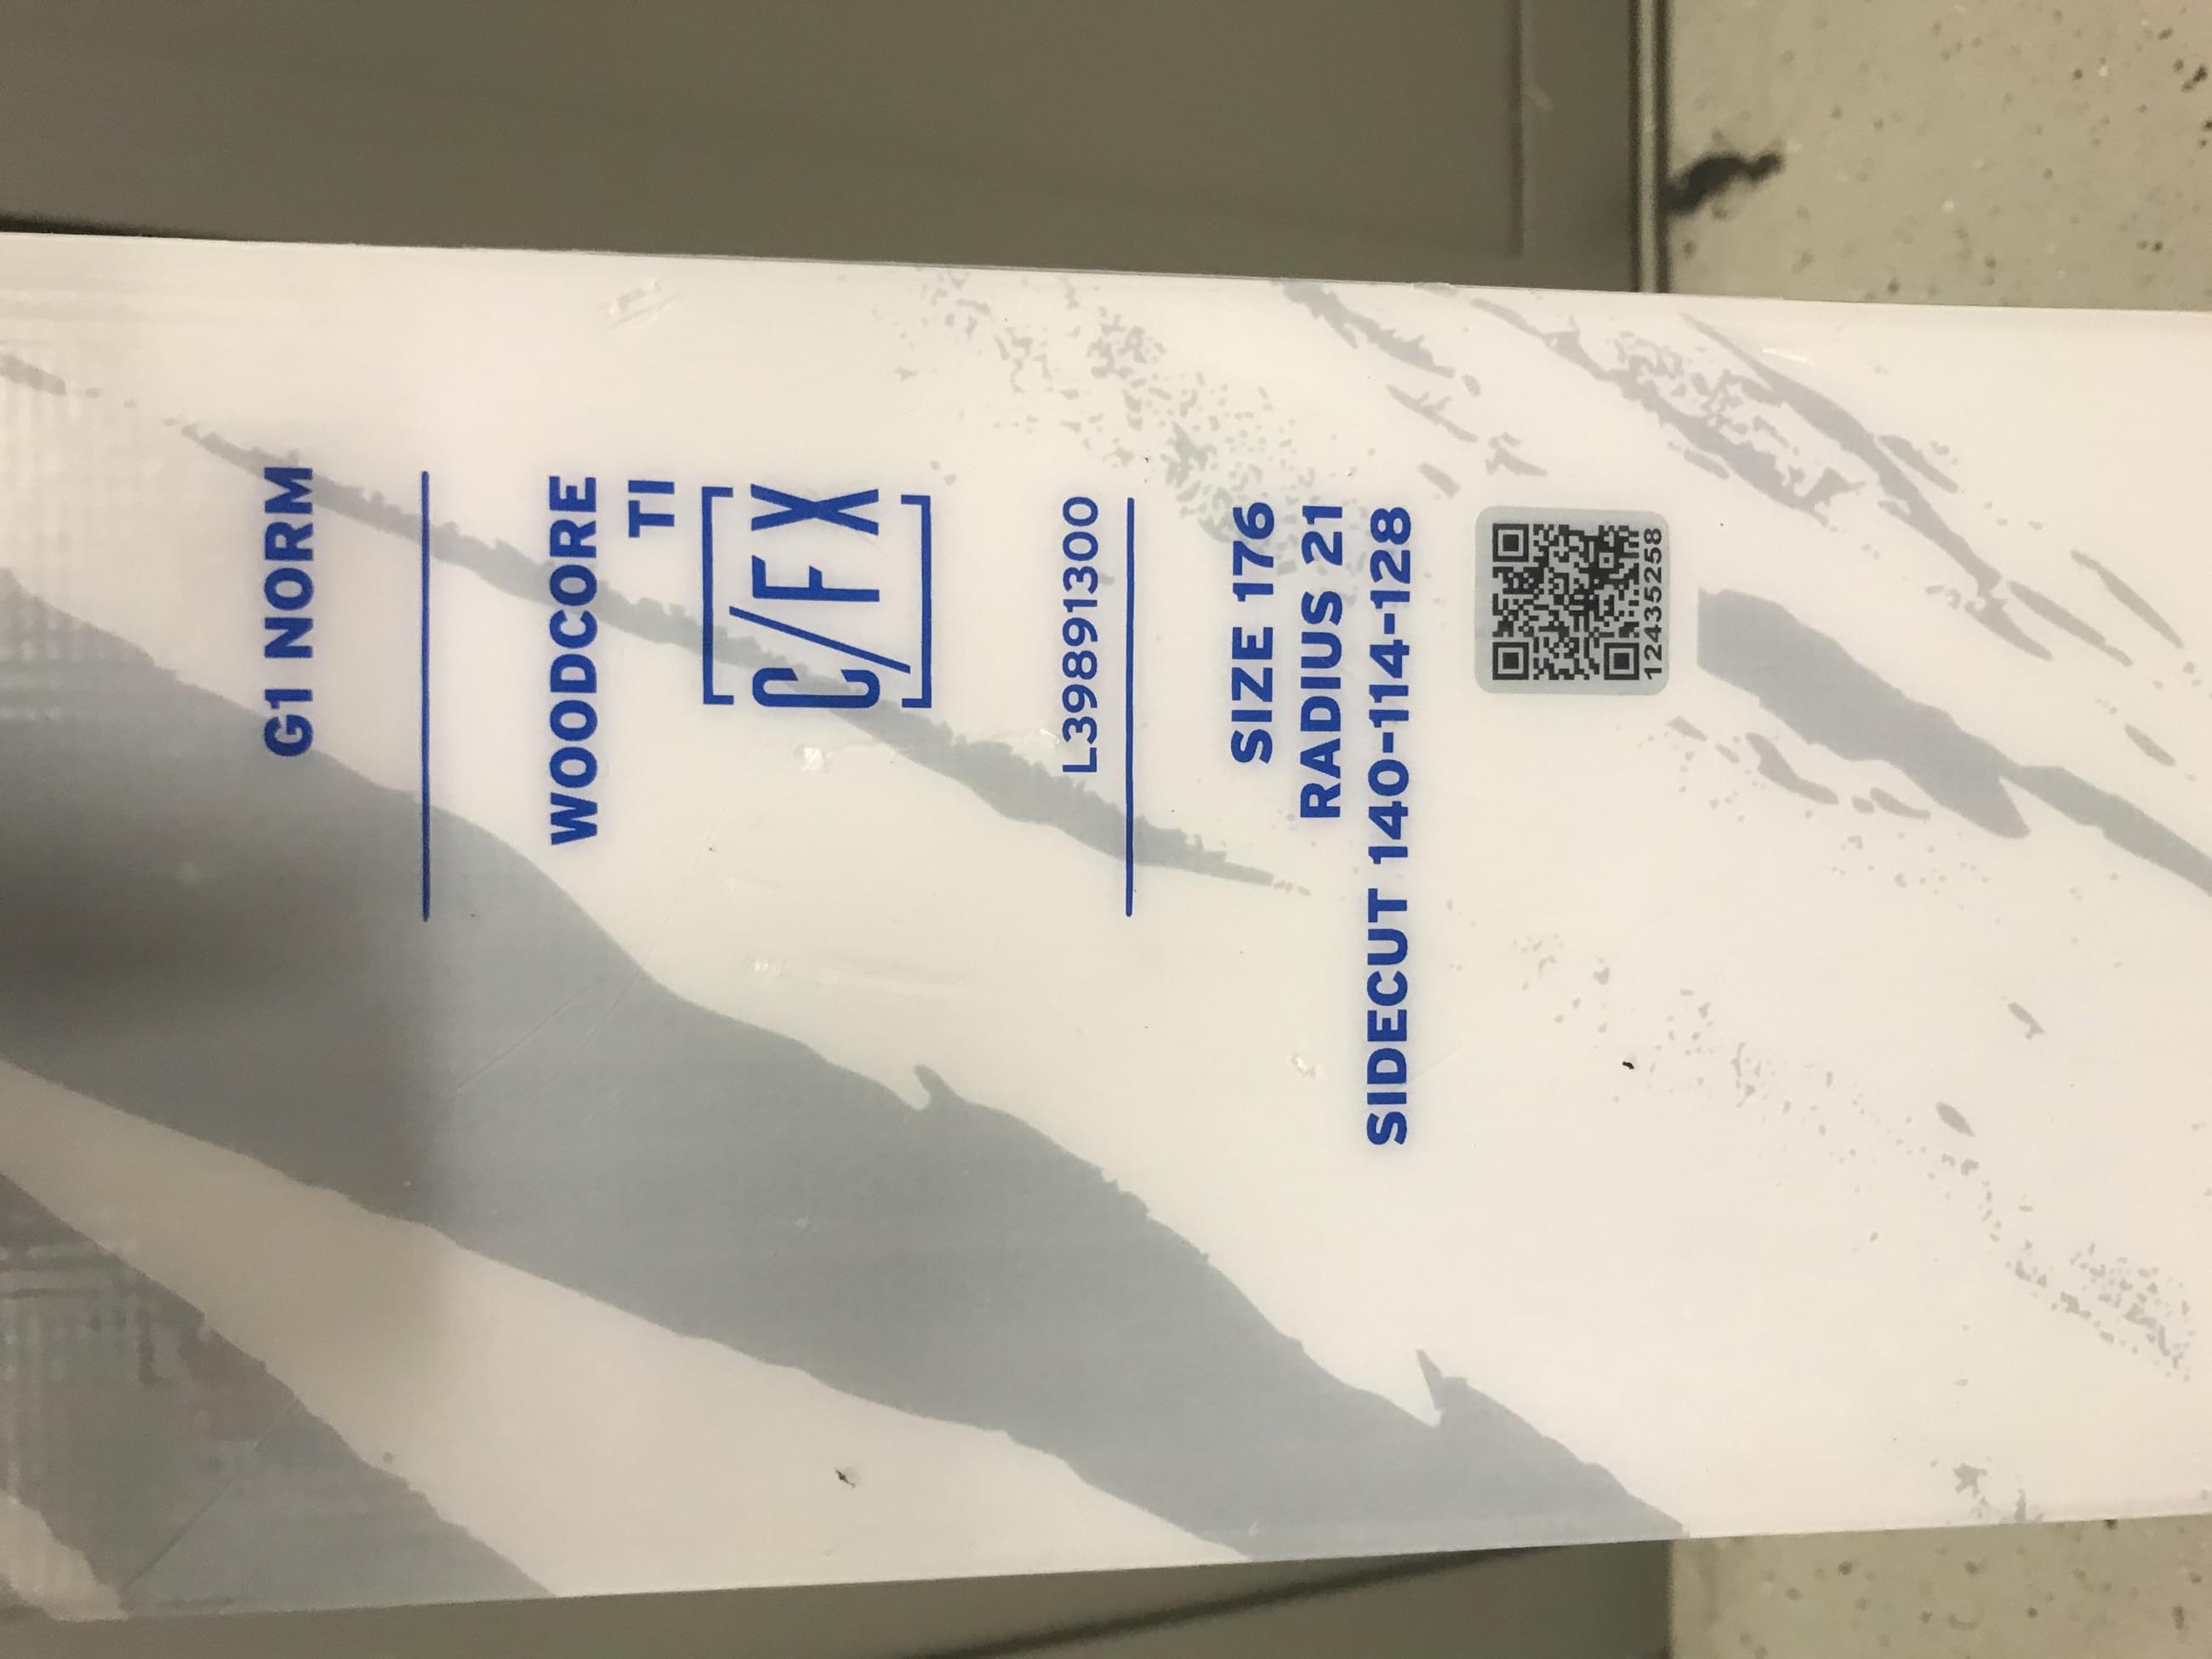 G1 NORM
WOODCORE
TI
C/FX
L39891300
SIZE 176
RADIUS 21
SIDECUT 140-114-128
12435258